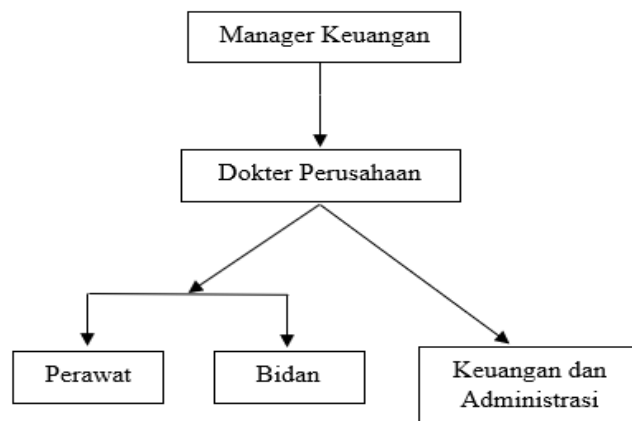 Manager Keuangan
Dokter Perusahaan
Perawat
Bidan
Keuangan dan
Administrasi